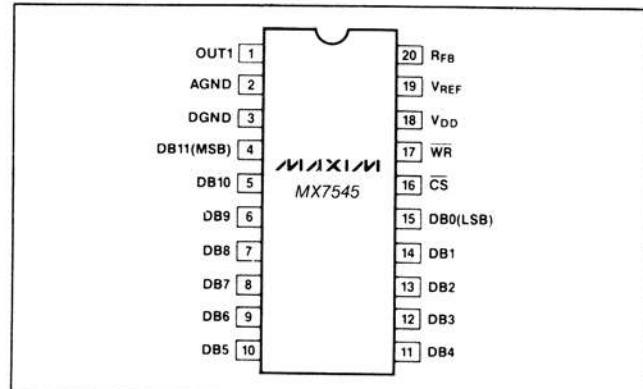 OUT1 1
AGND 2
DGND 3
DB11(MSB) 4
DB10 5
DB9 6
DB8 7
DB7 8
DB6 9
DB5 10
MAXIM
MX7545
20 RFB
19 VREF
18 VDD
17 W̅R̅
16 C̅S̅
15 DB0(LSB)
14 DB1
13 DB2
12 DB3
11 DB4